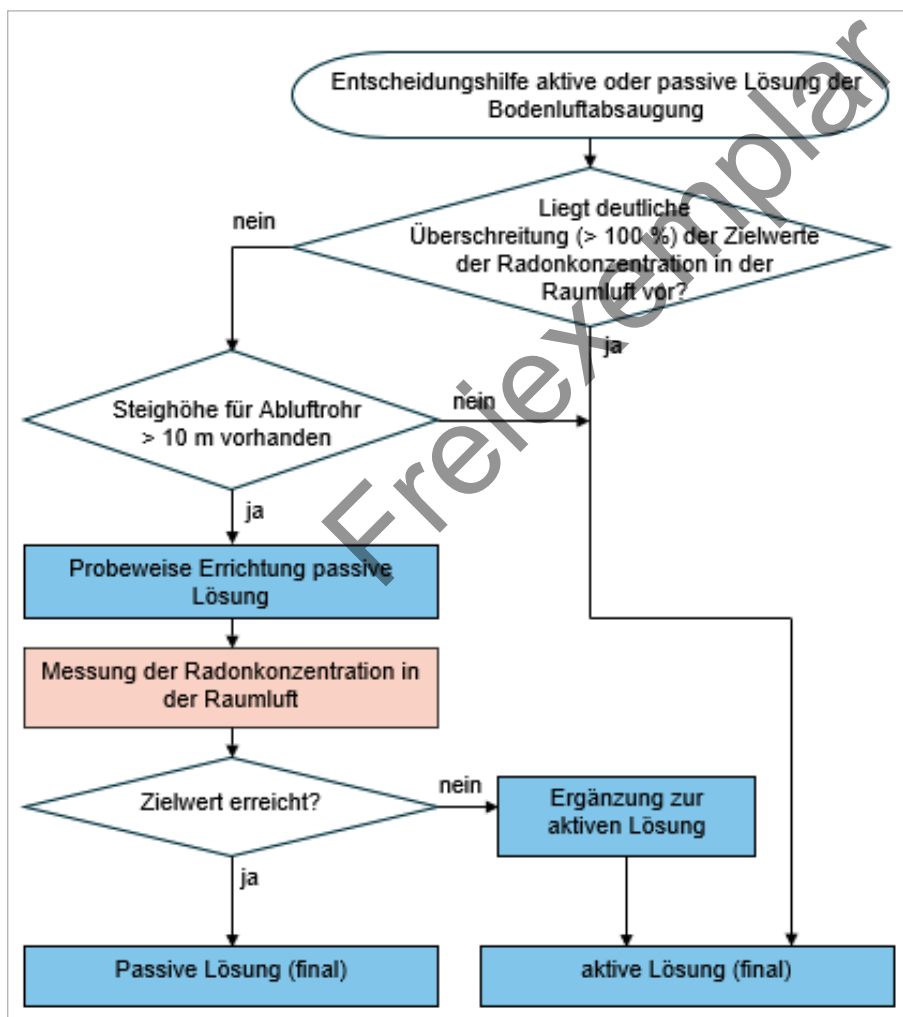 Entscheidungshilfe aktive oder passive Lösung der
Bodenluftabsaugung
Liegt deutliche
Überschreitung (> 100 %) der Zielwerte
der Radonkonzentration in der
Raumluft vor?
nein
ja
Steighöhe für Abluftrohr
> 10 m vorhanden
nein
ja
Probeweise Errichtung passive
Lösung
Messung der Radonkonzentration in
der Raumluft
Zielwert erreicht?
nein
Ergänzung zur
aktiven Lösung
ja
Passive Lösung (final)
aktive Lösung (final)
Freiexemplar